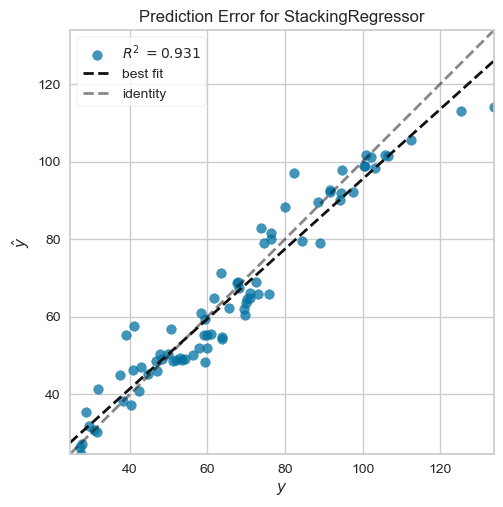 Prediction Error for StackingRegressor
R² = 0.931
best fit
identity
120
100
80
60
40
ŷ
40 60 80 100 120
y